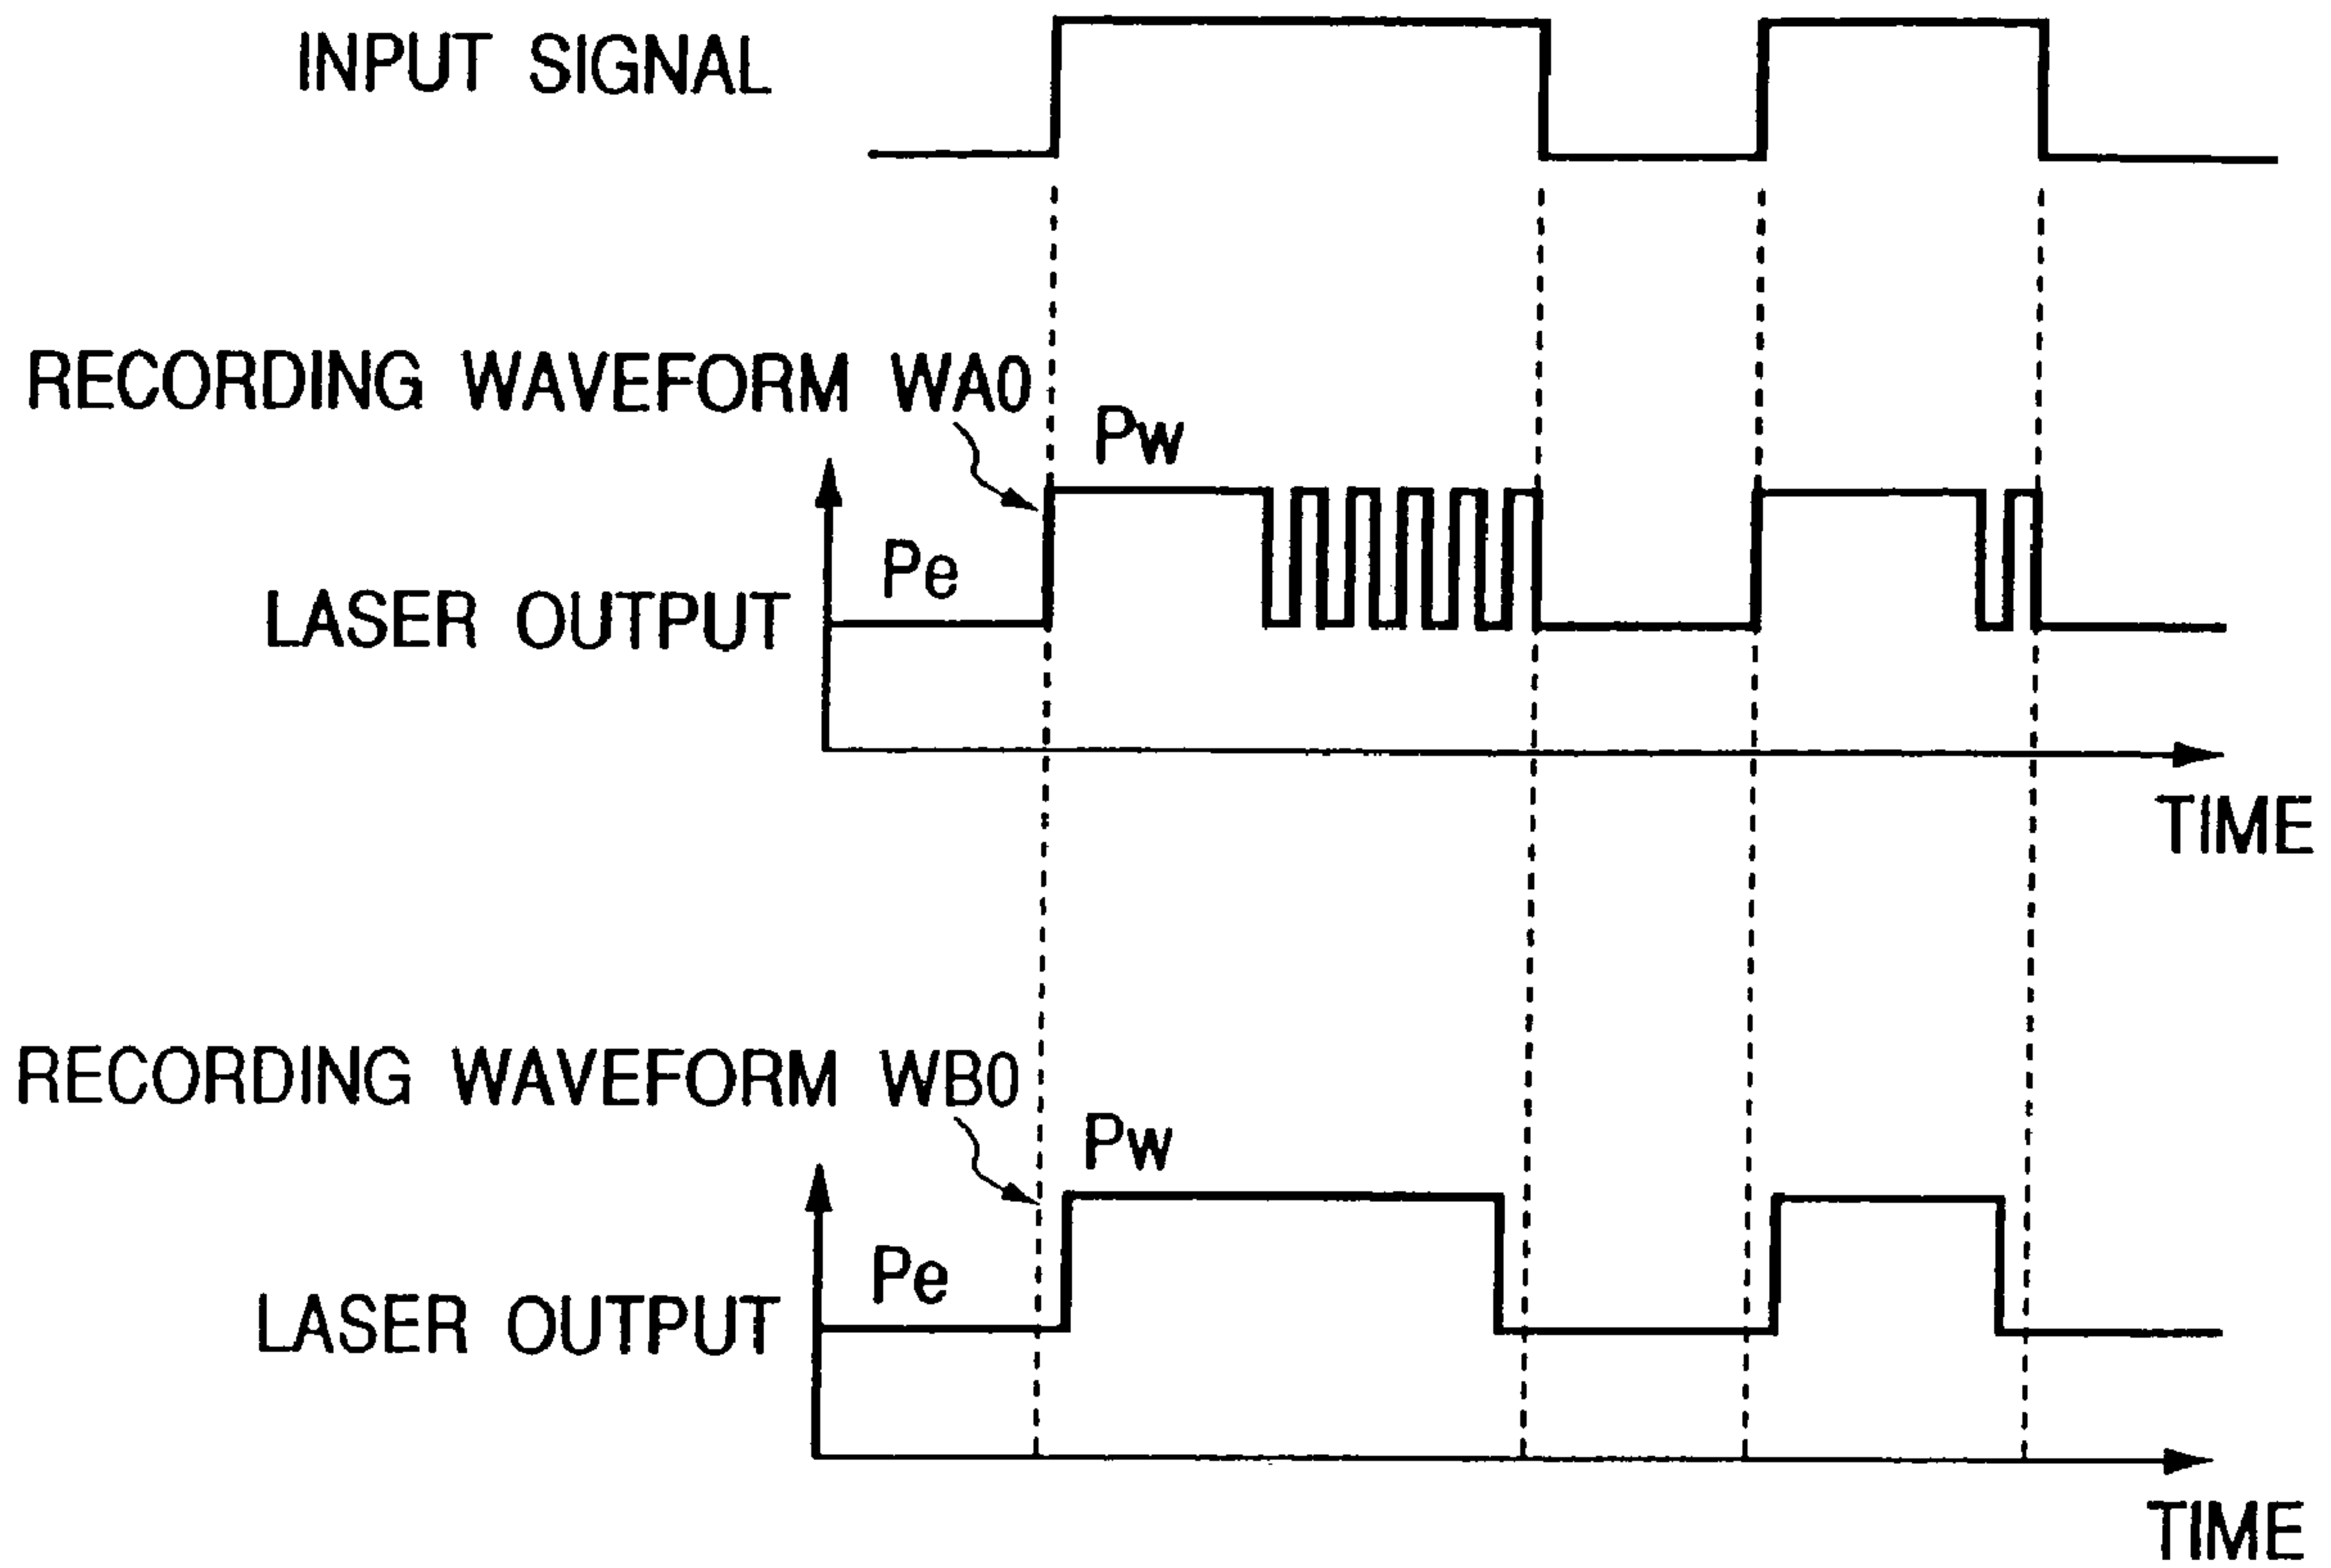 INPUT SIGNAL
RECORDING WAVEFORM WA0
Pw
Pe
LASER OUTPUT
TIME
RECORDING WAVEFORM WB0
Pw
Pe
LASER OUTPUT
TIME